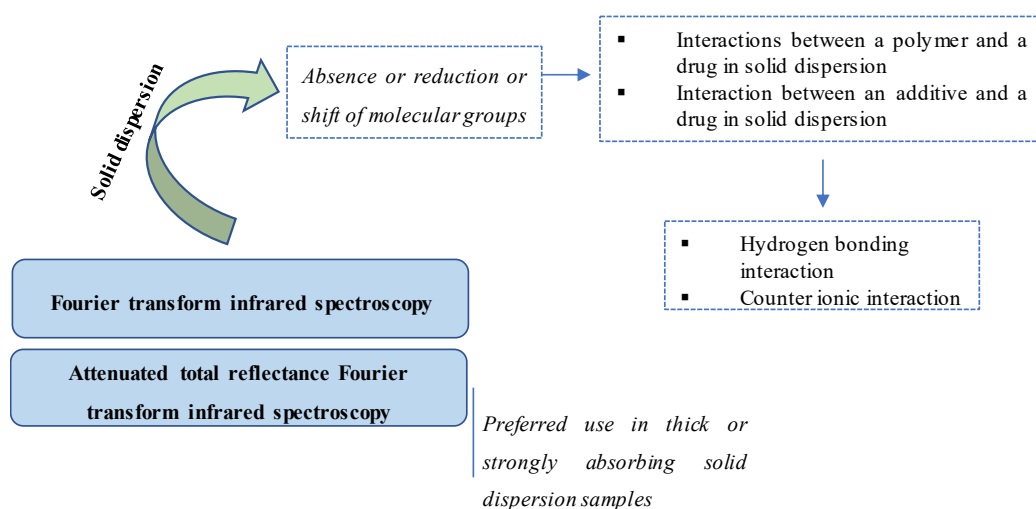 Solid dispersion
Absence or reduction or
shift of molecular groups
▪ Interactions between a polymer and a
drug in solid dispersion
▪ Interaction between an additive and a
drug in solid dispersion
▪ Hydrogen bonding
interaction
▪ Counter ionic interaction
Fourier transform infrared spectroscopy
Attenuated total reflectance Fourier
transform infrared spectroscopy
Preferred use in thick or
strongly absorbing solid
dispersion samples